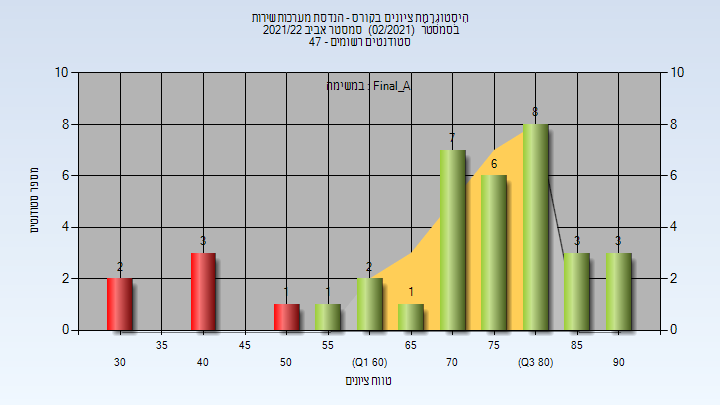 היסטוגרמת ציונים בקורס - הנדסת מערכות שירות
בסמסטר (02/2021) סמסטר אביב 2021/22
סטודנטים רשומים - 47
במשימה : Final_A
מספר סטודנטים
10 10
8 8
6 6
4 4
2 2
0 0
2 3 1 1 2 1 7 6 8 3 3
35 45 55 65 75 85
30 40 50 (Q1 60) 70 (Q3 80) 90
טווח ציונים